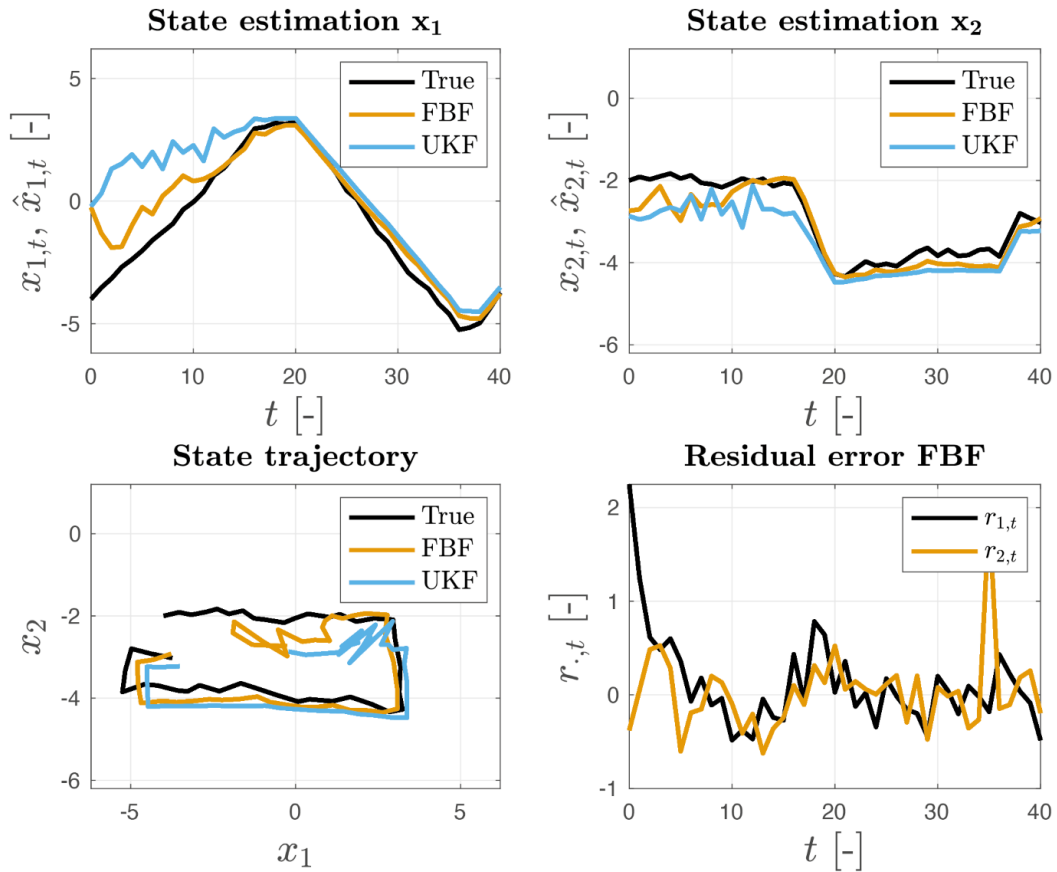 State estimation x₁
x₁,t, x̂₁,t [-]
5
0
-5
True
FBF
UKF
0 10 20 30 40
t [-]
State estimation x₂
x₂,t, x̂₂,t [-]
0
-2
-4
-6
True
FBF
UKF
0 10 20 30 40
t [-]
State trajectory
x₂
0
-2
-4
-6
True
FBF
UKF
-5 0 5
x₁
Residual error FBF
r·,t [-]
2
1
0
-1
r₁,t
r₂,t
0 10 20 30 40
t [-]